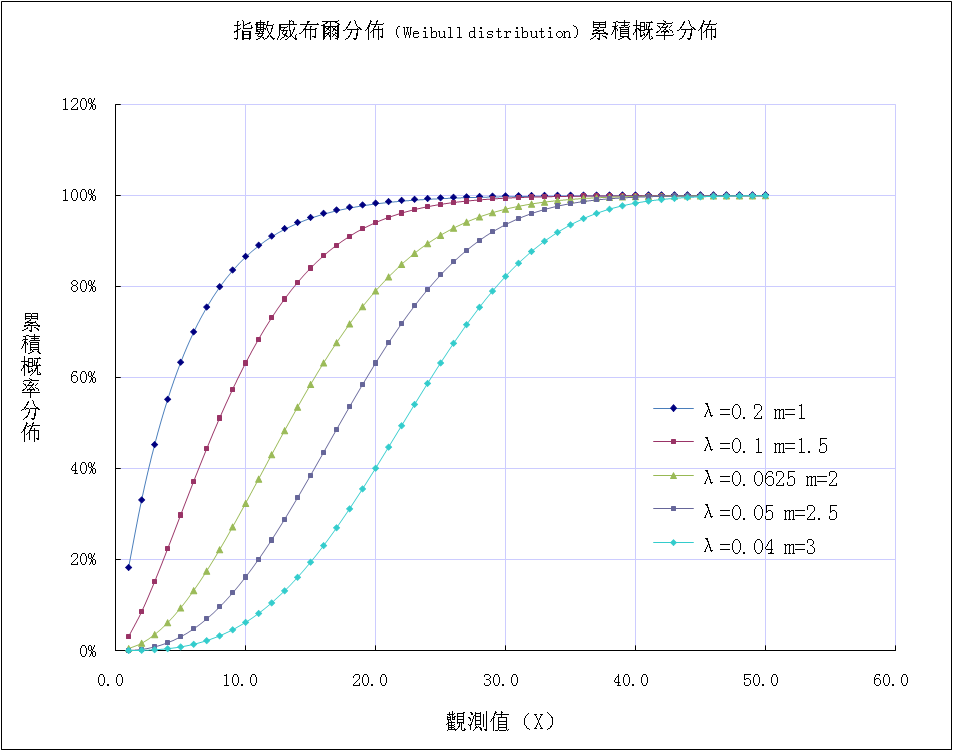 指數威布爾分佈（Weibull distribution）累積概率分佈
120%
100%
80%
60%
40%
20%
0%
累積概率分佈
λ=0.2 m=1
λ=0.1 m=1.5
λ=0.0625 m=2
λ=0.05 m=2.5
λ=0.04 m=3
0.0 10.0 20.0 30.0 40.0 50.0 60.0
觀測值（X）